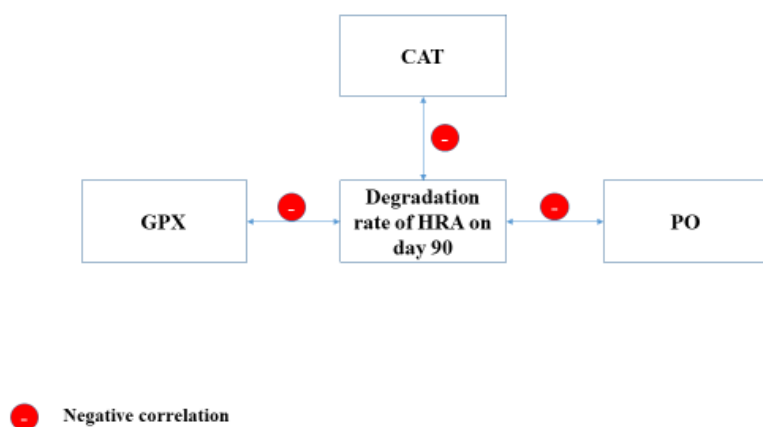 CAT
-
GPX
-
Degradation
rate of HRA on
day 90
-
PO
- Negative correlation